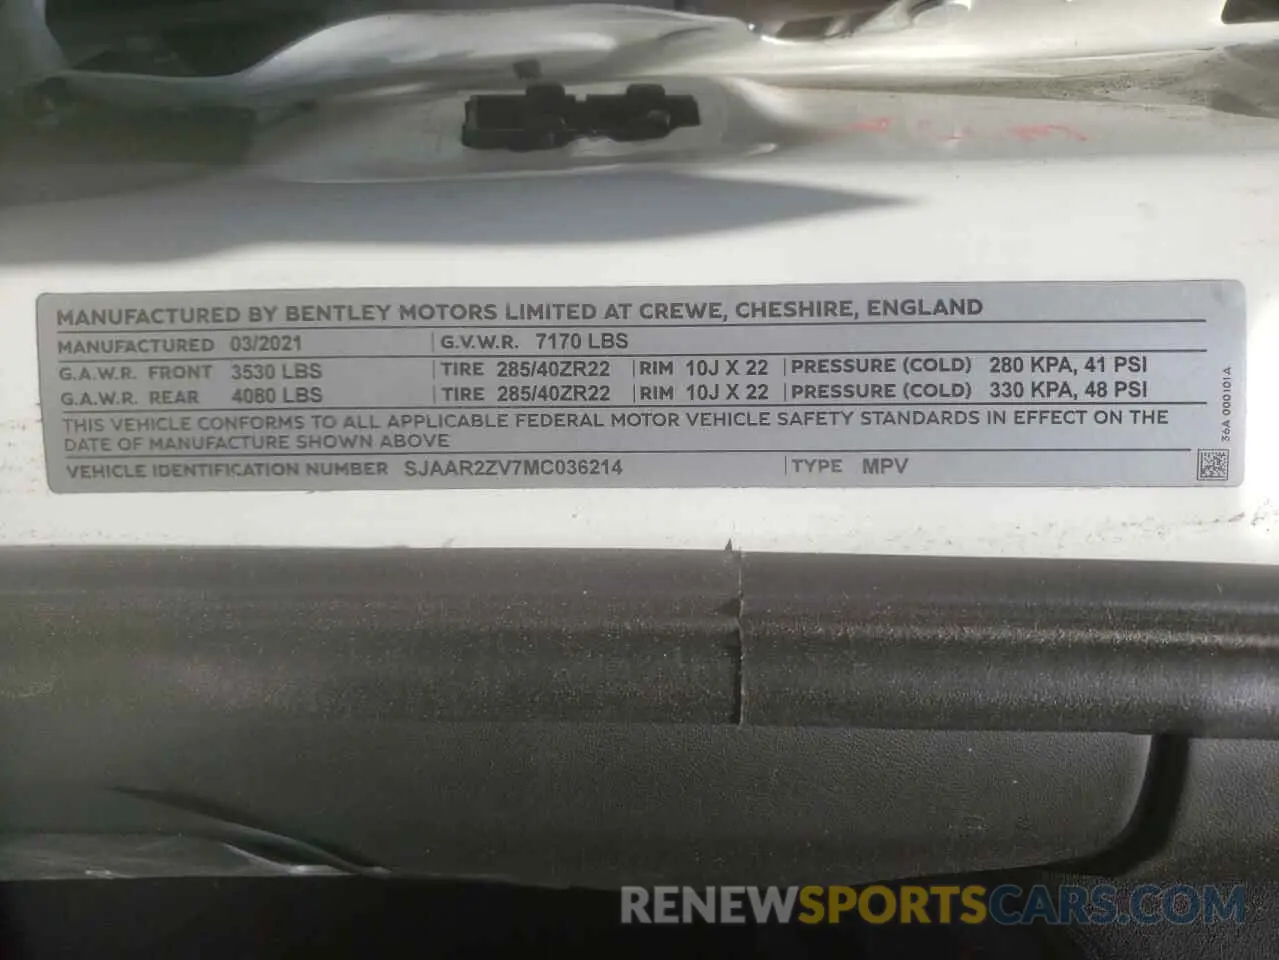 MANUFACTURED BY BENTLEY MOTORS LIMITED AT CREWE, CHESHIRE, ENGLAND
MANUFACTURED 03/2021 G.V.W.R. 7170 LBS
G.A.W.R. FRONT 3530 LBS TIRE 285/40ZR22 RIM 10J X 22 PRESSURE (COLD) 280 KPA, 41 PSI
G.A.W.R. REAR 4080 LBS TIRE 285/40ZR22 RIM 10J X 22 PRESSURE (COLD) 330 KPA, 48 PSI
THIS VEHICLE CONFORMS TO ALL APPLICABLE FEDERAL MOTOR VEHICLE SAFETY STANDARDS IN EFFECT ON THE
DATE OF MANUFACTURE SHOWN ABOVE
VEHICLE IDENTIFICATION NUMBER SJAAR2ZV7MC036214 TYPE MPV
36A 000101A
RENEWSPORTSCARS.COM